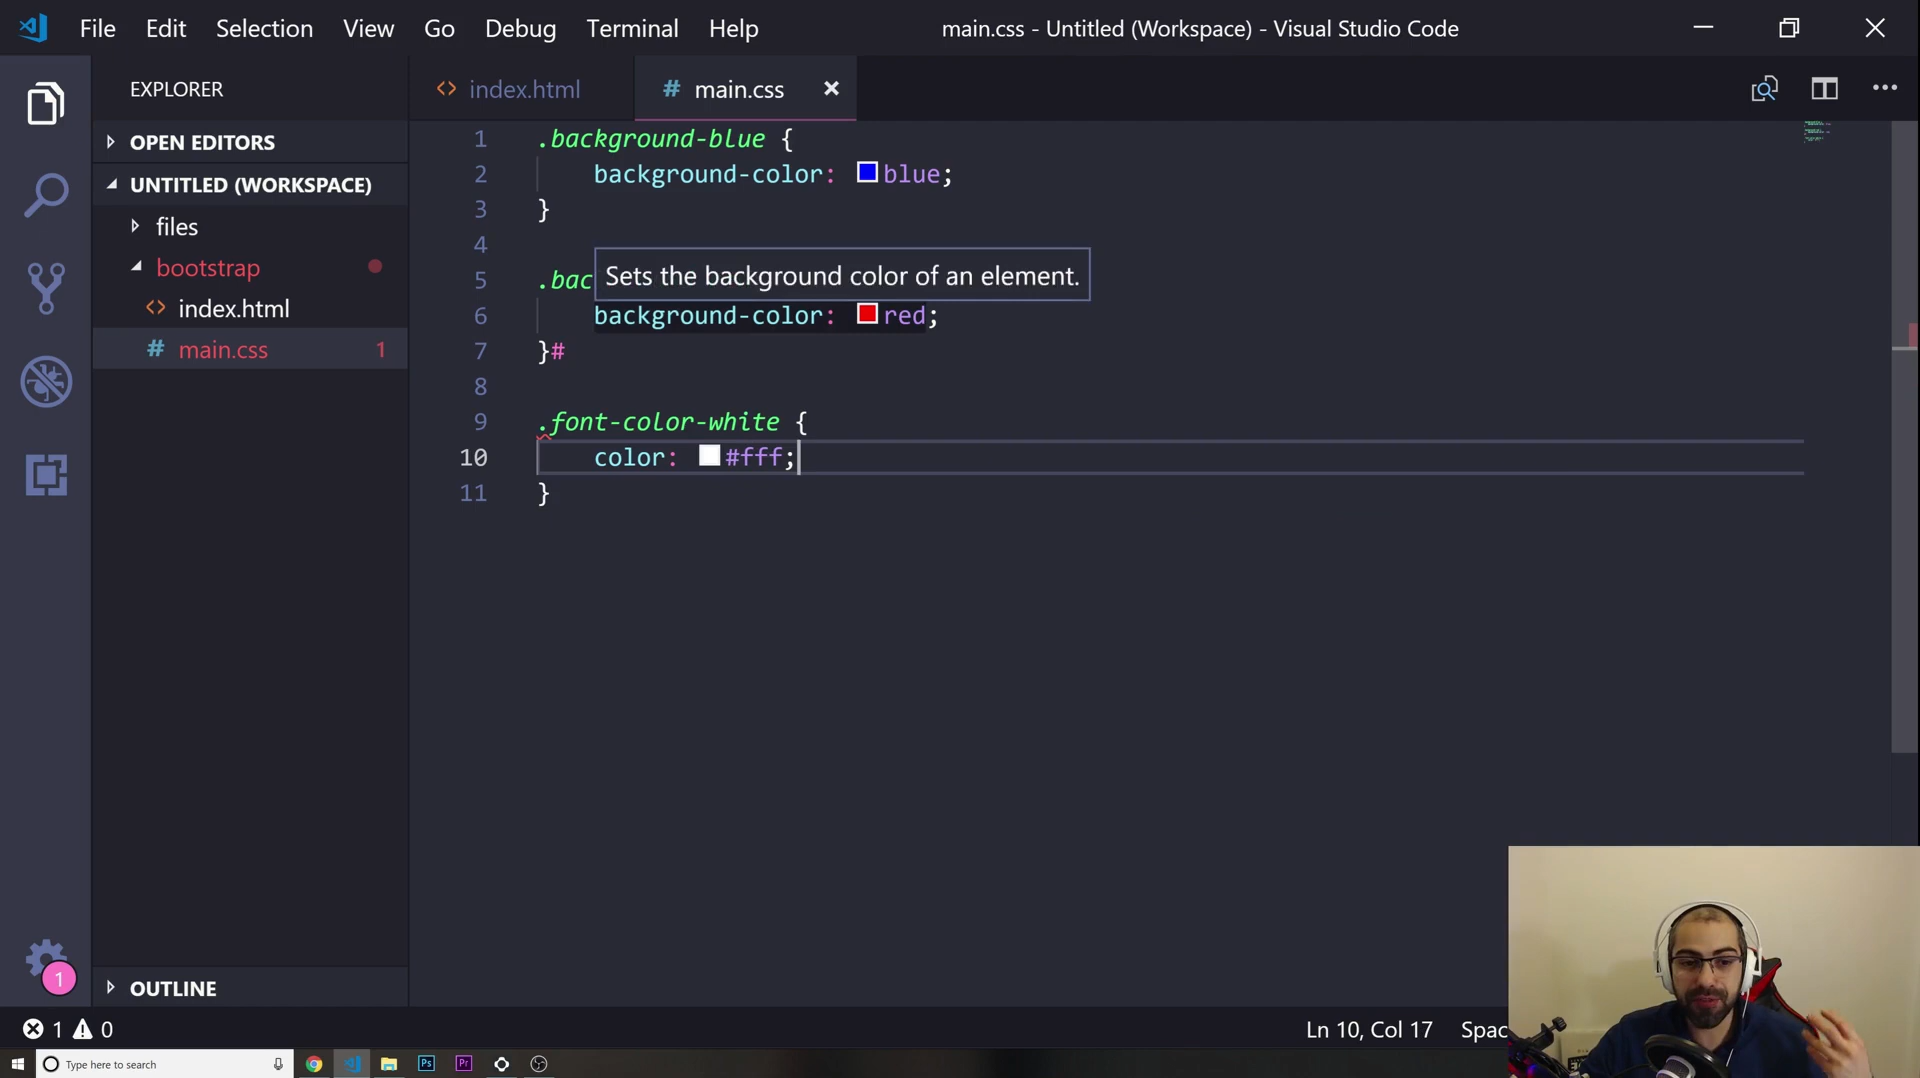 File Edit Selection View Go Debug Terminal Help
main.css - Untitled (Workspace) - Visual Studio Code
EXPLORER
OPEN EDITORS
UNTITLED (WORKSPACE)
files
bootstrap
<> index.html
# main.css 1
OUTLINE
<> index.html
# main.css
1 .background-blue {
2 background-color: blue;
3 }
4
5 .bac
Sets the background color of an element.
6 background-color: red;
7 }#
8
9 .font-color-white {
10 color: #fff;
11 }
1
1 0
Ln 10, Col 17
Spac
Type here to search
Ps
Pr